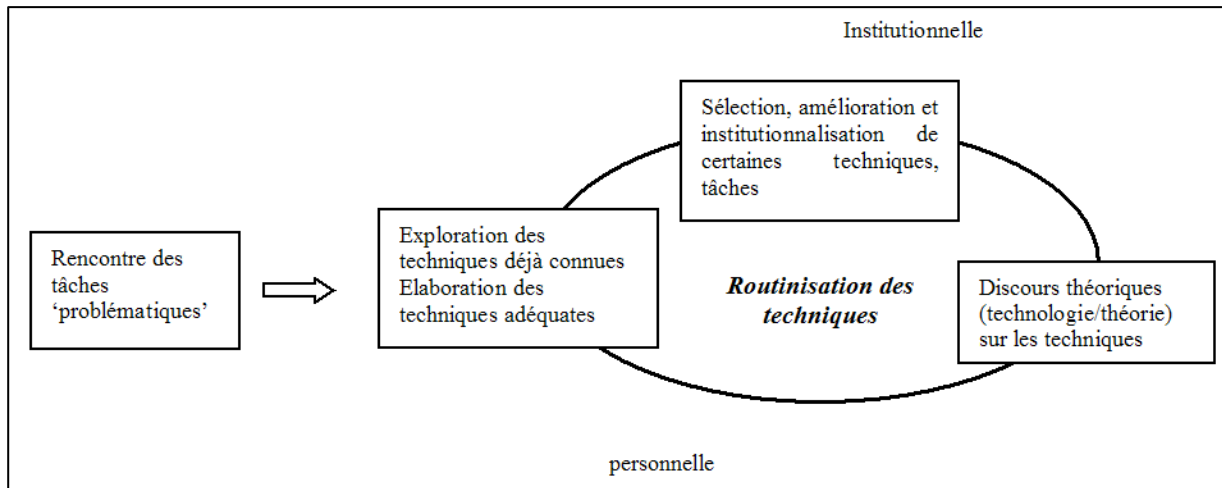 Institutionnelle
Sélection, amélioration et
institutionnalisation de
certaines techniques,
tâches
Rencontre des
tâches
‘problématiques’
Exploration des
techniques déjà connues
Elaboration des
techniques adéquates
Routinisation des
techniques
Discours théoriques
(technologie/théorie)
sur les techniques
personnelle